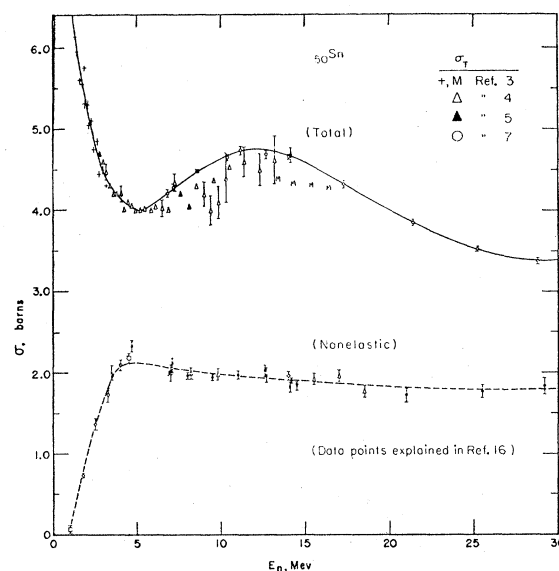 6.0
5.0
4.0
3.0
2.0
1.0
0
σ, barns
50Sn
(Total)
σT
+, M Ref. 3
△ " 4
▲ " 5
○ " 7
M M M M
(Nonelastic)
(Data points explained in Ref. 16)
0 5 10 15 20 25 30
En, Mev